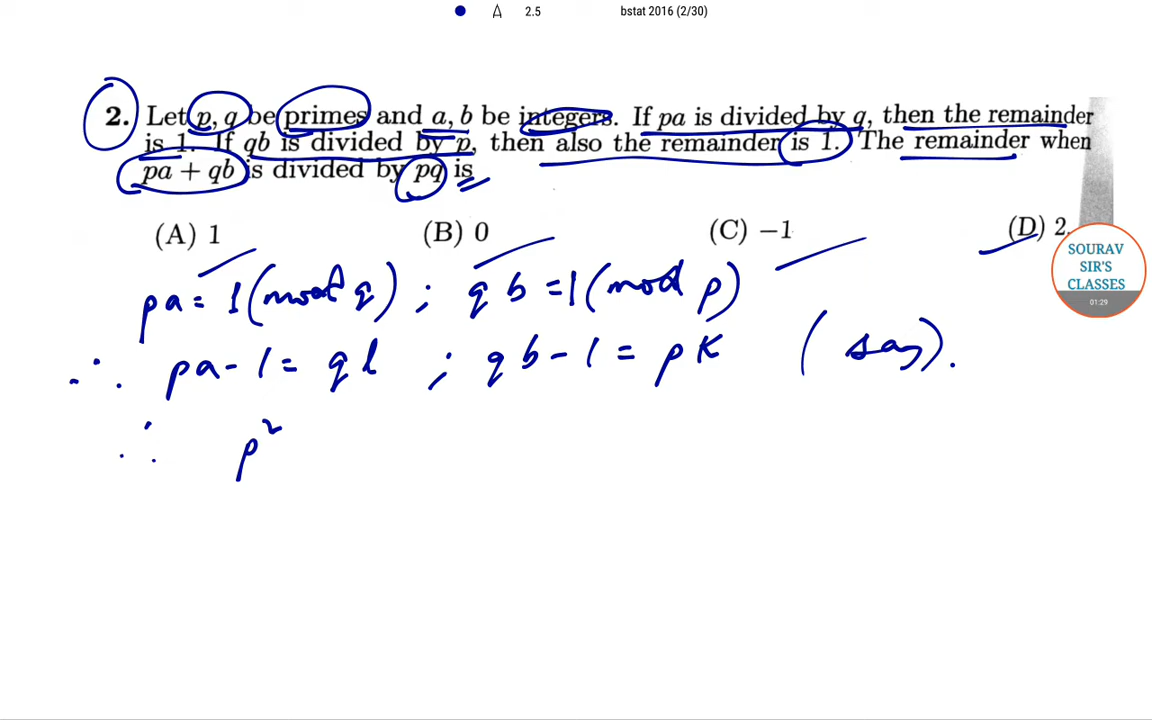 2.5 bstat 2016 (2/30)
2. Let p, q be primes and a, b be integers. If pa is divided by q, then the remainder
is 1. If qb is divided by p, then also the remainder is 1. The remainder when
pa + qb is divided by pq is
(A) 1 (B) 0 (C) −1 (D) 2.
SOURAV
SIR'S
CLASSES
01:29
pa = 1 (mod q) ; qb = 1 (mod p)
∴ pa - 1 = ql ; qb - 1 = pk (say).
∴ p²